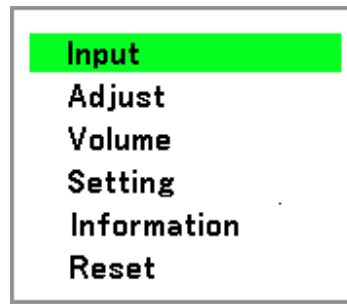 Input
Adjust
Volume
Setting
Information
Reset